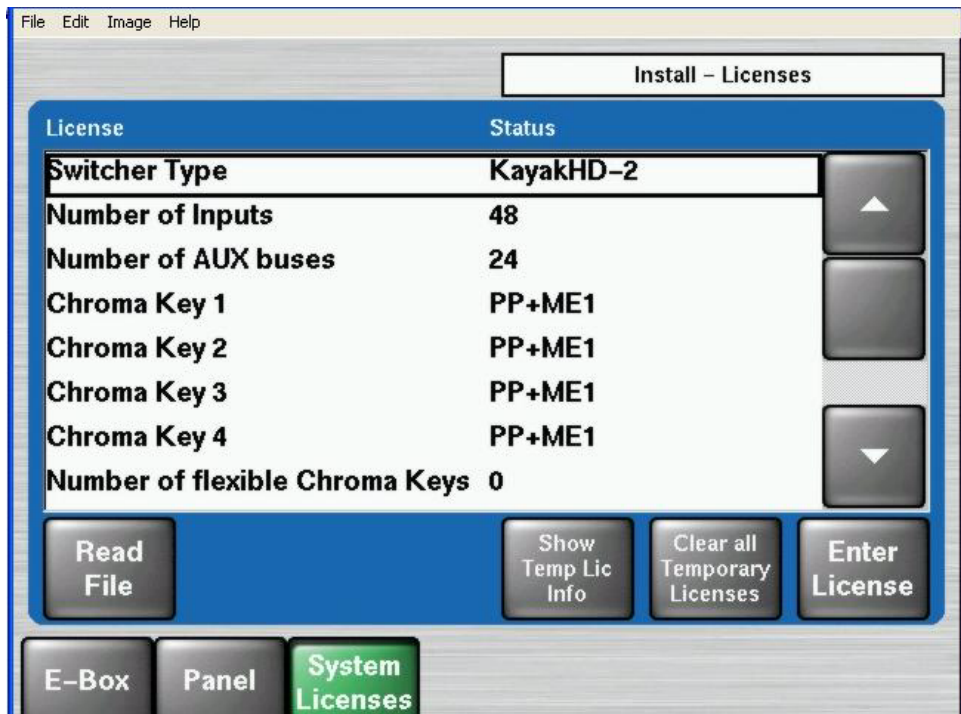 File Edit Image Help
Install – Licenses
License Status
Switcher Type KayakHD–2
Number of Inputs 48
Number of AUX buses 24
Chroma Key 1 PP+ME1
Chroma Key 2 PP+ME1
Chroma Key 3 PP+ME1
Chroma Key 4 PP+ME1
Number of flexible Chroma Keys 0
Read
File
Show
Temp Lic
Info
Clear all
Temporary
Licenses
Enter
License
E–Box
Panel
System
Licenses